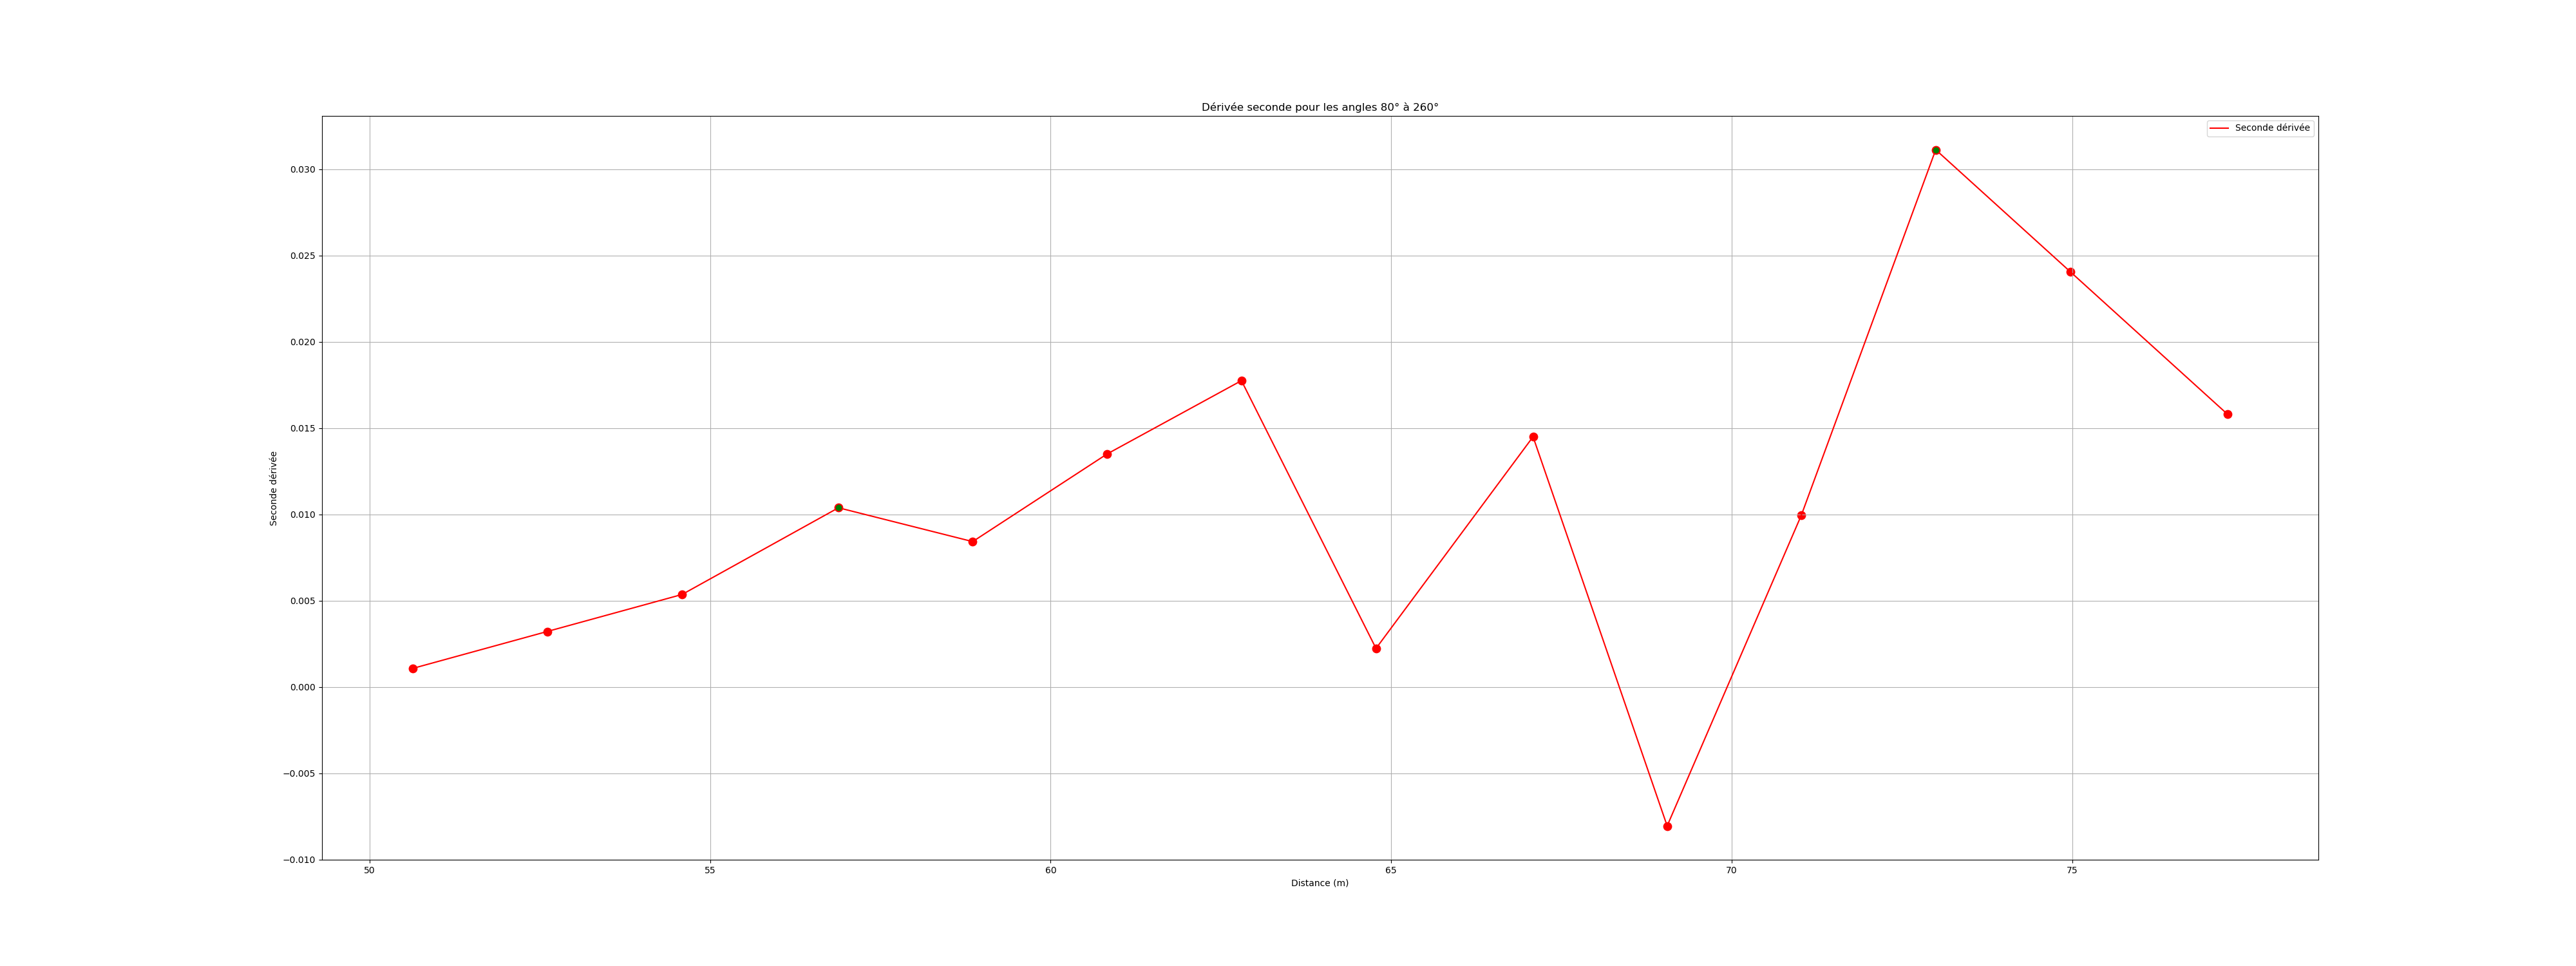 Dérivée seconde pour les angles 80° à 260°
Seconde dérivée
0.030
0.025
0.020
0.015
0.010
0.005
0.000
−0.005
−0.010
Seconde dérivée
50 55 60 65 70 75
Distance (m)